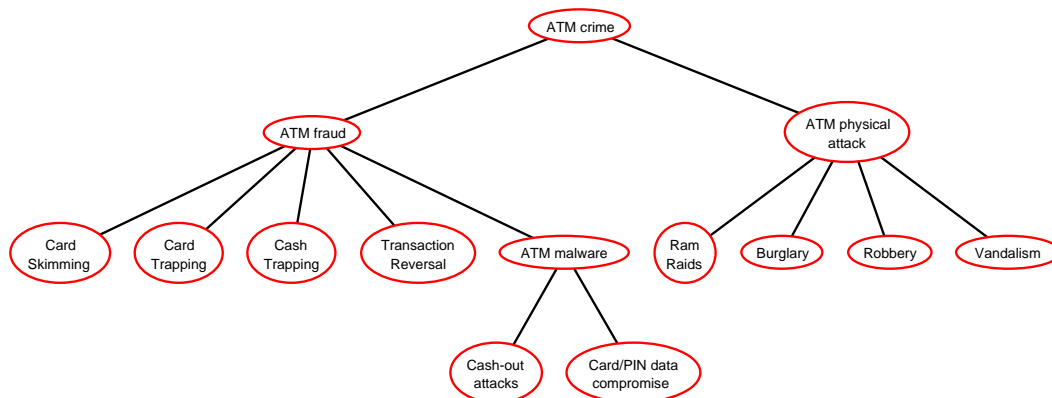 ATM crime
ATM fraud
ATM physical
attack
Card
Skimming
Card
Trapping
Cash
Trapping
Transaction
Reversal
ATM malware
Ram
Raids
Burglary
Robbery
Vandalism
Cash-out
attacks
Card/PIN data
compromise